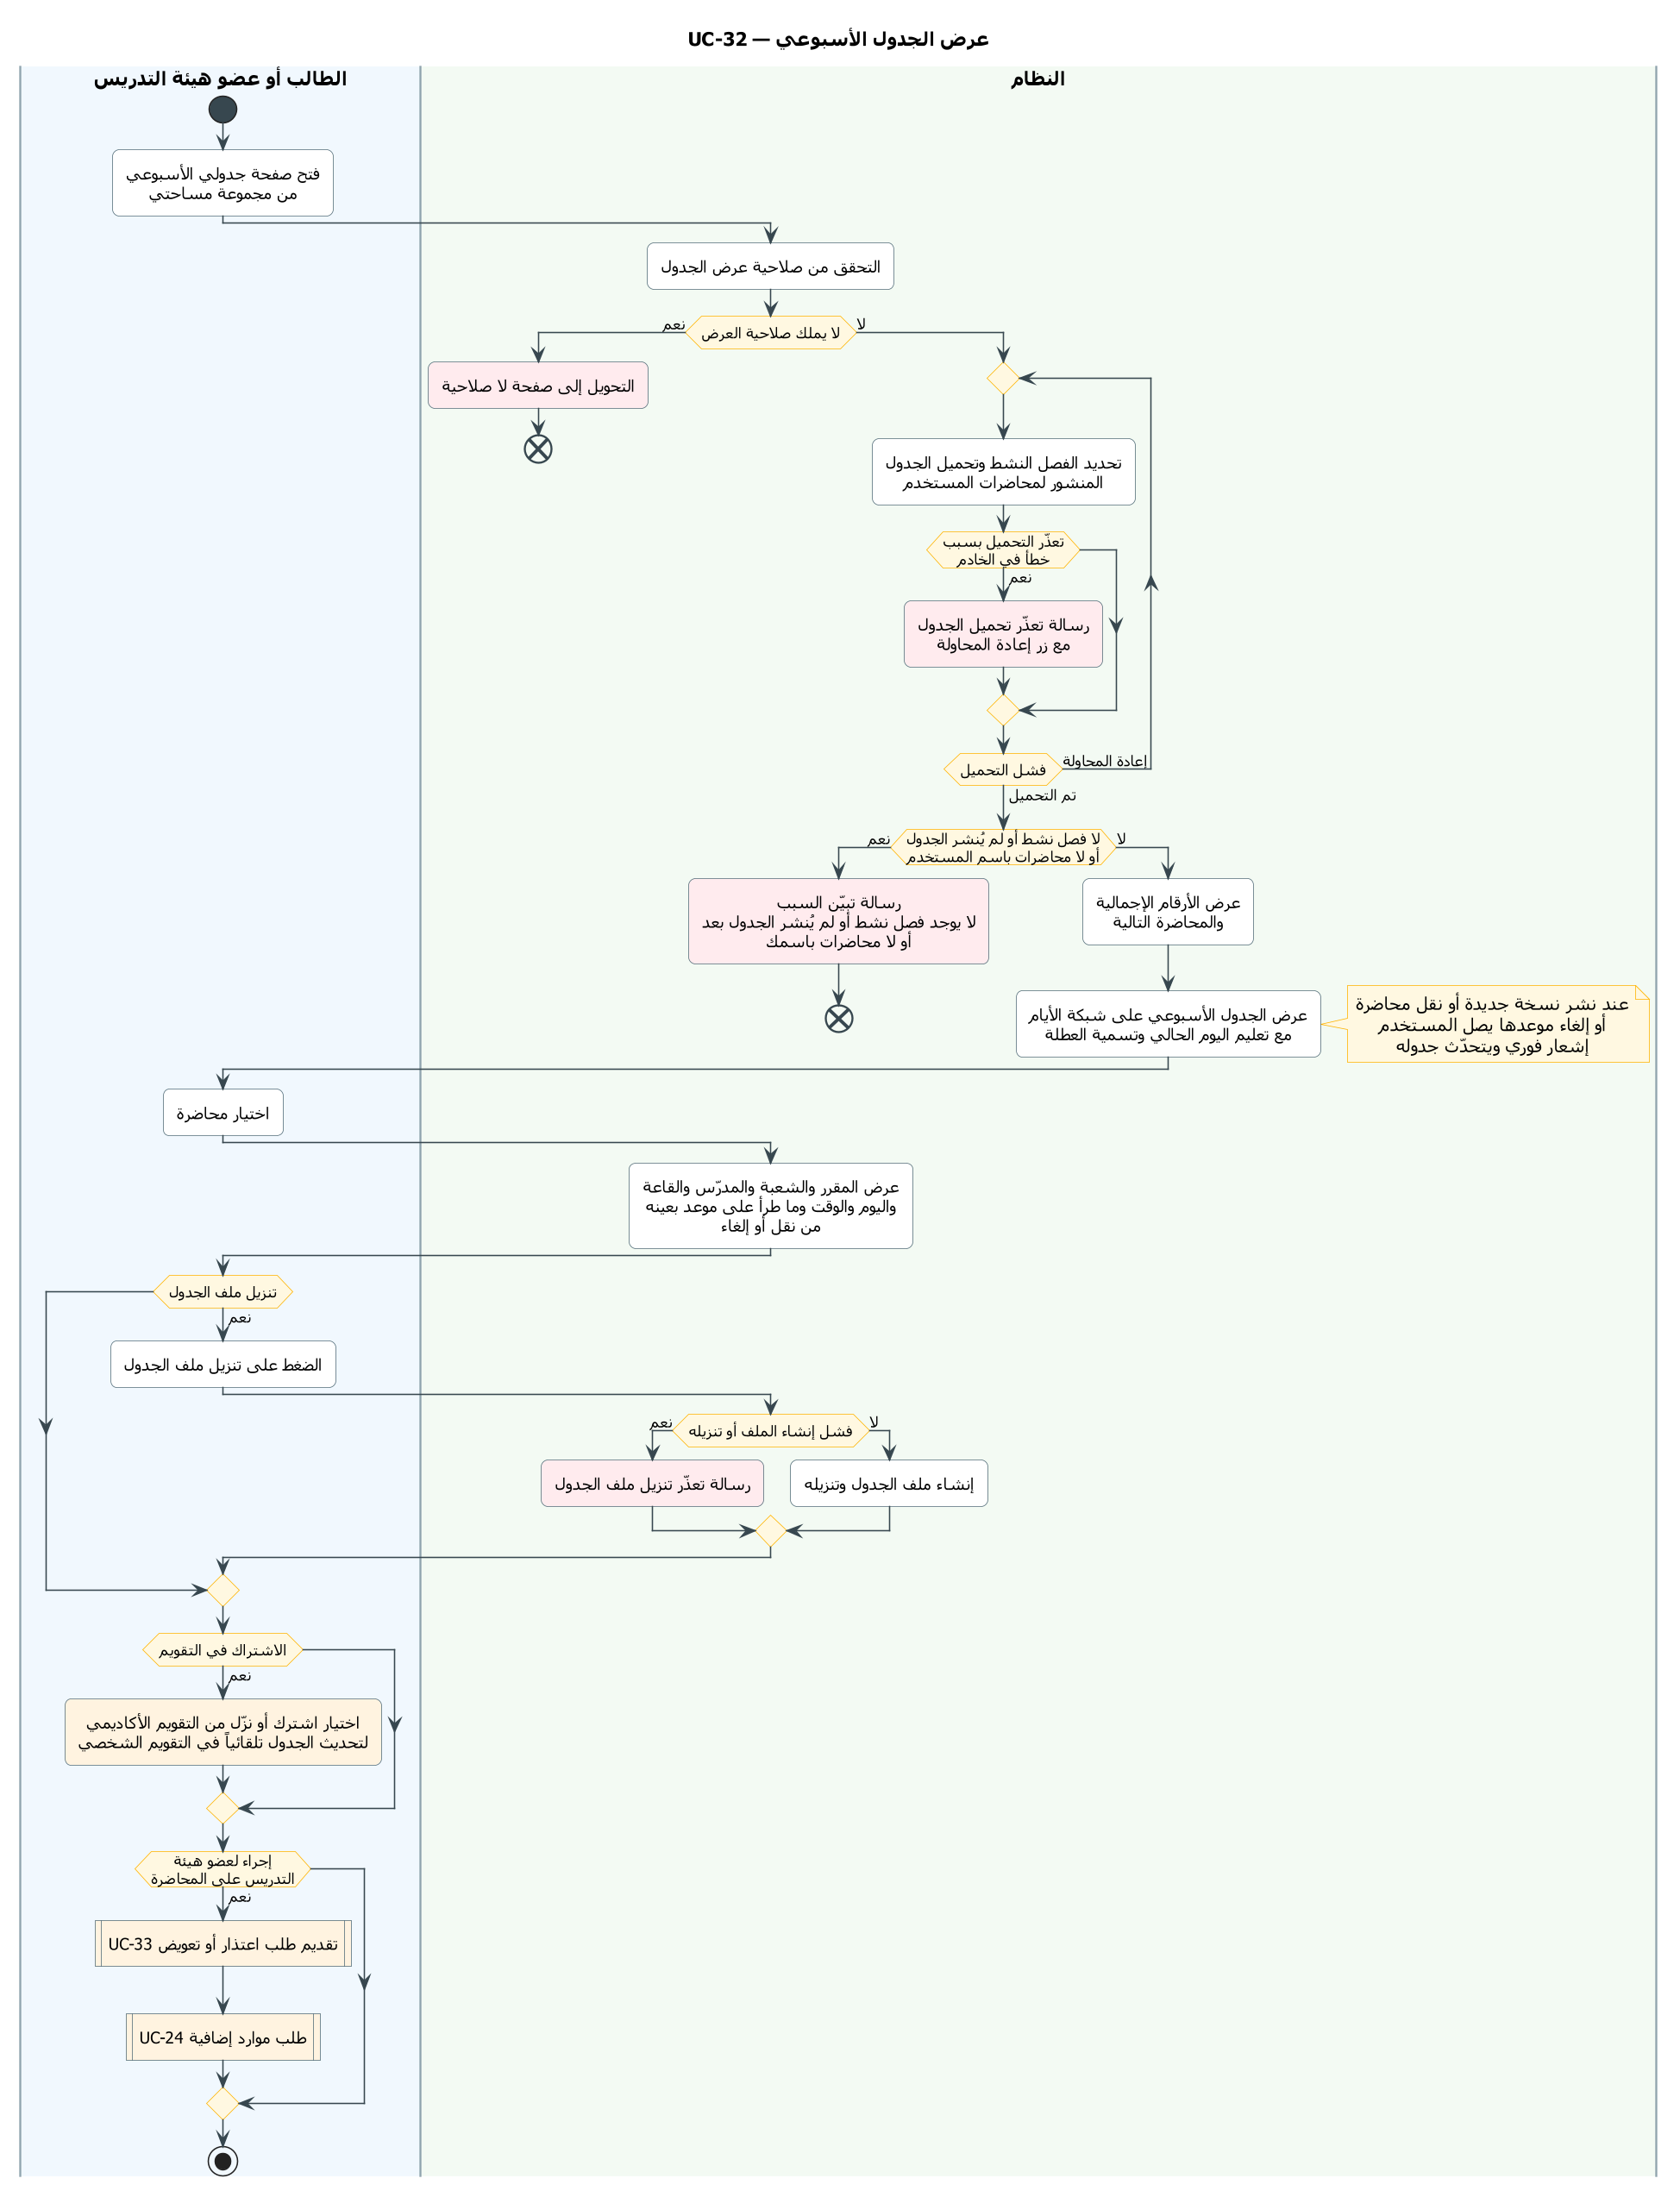 UC-32 — عرض الجدول الأسبوعي
الطالب أو عضو هيئة التدريس
النظام
فتح صفحة جدولي الأسبوعي
من مجموعة مساحتي
التحقق من صلاحية عرض الجدول
لا يملك صلاحية العرض
نعم
لا
التحويل إلى صفحة لا صلاحية
تحديد الفصل النشط وتحميل الجدول
المنشور لمحاضرات المستخدم
تعذّر التحميل بسبب
خطأ في الخادم
نعم
رسالة تعذّر تحميل الجدول
مع زر إعادة المحاولة
فشل التحميل
إعادة المحاولة
تم التحميل
لا فصل نشط أو لم يُنشر الجدول
أو لا محاضرات باسم المستخدم
نعم
لا
رسالة تبيّن السبب
لا يوجد فصل نشط أو لم يُنشر الجدول بعد
أو لا محاضرات باسمك
عرض الأرقام الإجمالية
والمحاضرة التالية
عرض الجدول الأسبوعي على شبكة الأيام
مع تعليم اليوم الحالي وتسمية العطلة
عند نشر نسخة جديدة أو نقل محاضرة
أو إلغاء موعدها يصل المستخدم
إشعار فوري ويتحدّث جدوله
اختيار محاضرة
عرض المقرر والشعبة والمدرّس والقاعة
واليوم والوقت وما طرأ على موعد بعينه
من نقل أو إلغاء
تنزيل ملف الجدول
نعم
الضغط على تنزيل ملف الجدول
فشل إنشاء الملف أو تنزيله
نعم
لا
رسالة تعذّر تنزيل ملف الجدول
إنشاء ملف الجدول وتنزيله
الاشتراك في التقويم
نعم
اختيار اشترك أو نزّل من التقويم الأكاديمي
لتحديث الجدول تلقائياً في التقويم الشخصي
إجراء لعضو هيئة
التدريس على المحاضرة
نعم
تقديم طلب اعتذار أو تعويض UC-33
طلب موارد إضافية UC-24